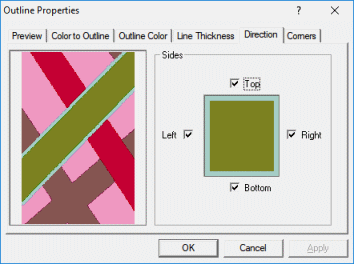 Outline Properties
Preview Color to Outline Outline Color Line Thickness Direction Corners
Sides
Top
Left Right
Bottom
OK Cancel Apply